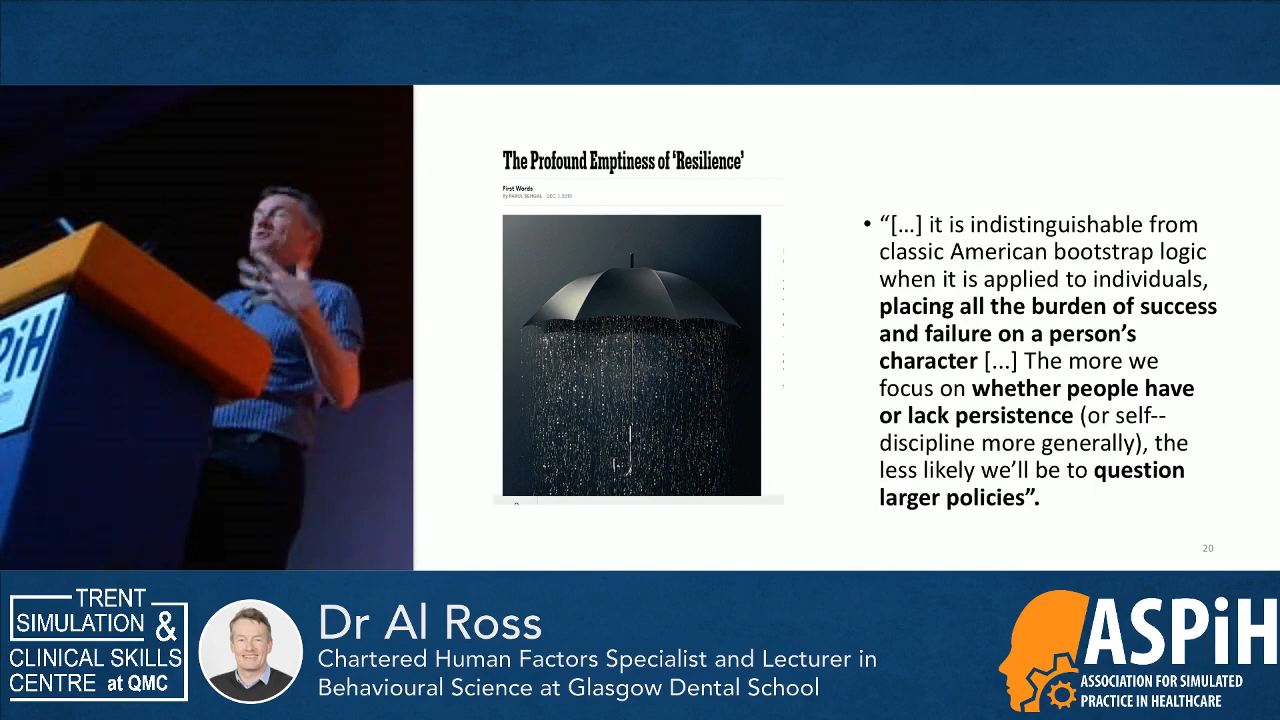 The Profound Emptiness of 'Resilience'
First Words
By PARUL SEHGAL DEC. 1, 2015
• “[…] it is indistinguishable from
classic American bootstrap logic
when it is applied to individuals,
placing all the burden of success
and failure on a person’s
character […] The more we
focus on whether people have
or lack persistence (or self--
discipline more generally), the
less likely we’ll be to question
larger policies”.
20
PiH
TRENT
SIMULATION &
CLINICAL SKILLS
CENTRE at QMC
Dr Al Ross
Chartered Human Factors Specialist and Lecturer in
Behavioural Science at Glasgow Dental School
ASPiH
ASSOCIATION FOR SIMULATED
PRACTICE IN HEALTHCARE